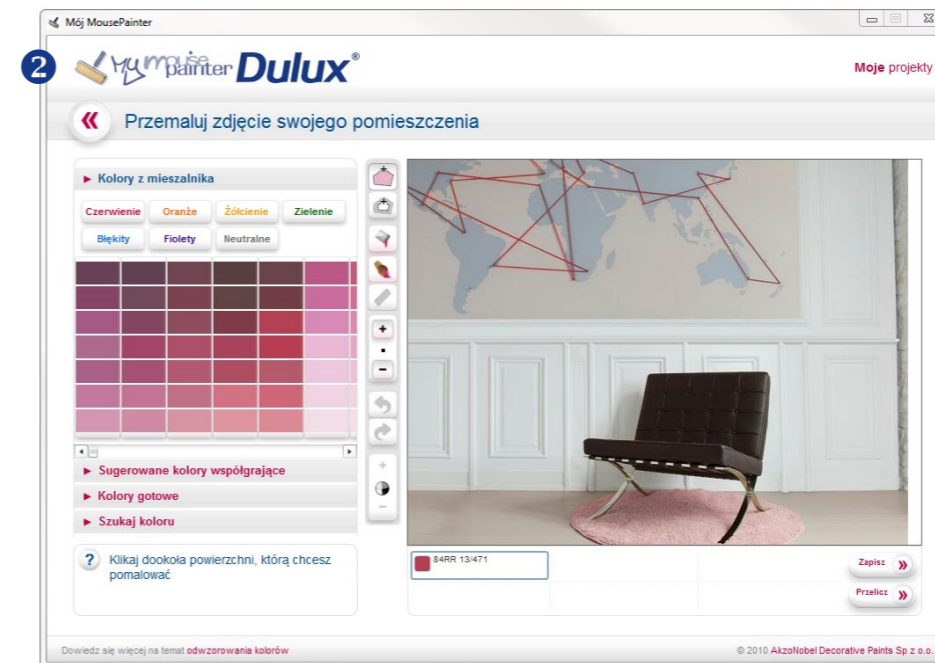 Mój MousePainter
2
My mouse painter Dulux®
Moje projekty
Przemaluj zdjęcie swojego pomieszczenia
Kolory z mieszalnika
Czerwienie Oranże Żółcienie Zielenie
Błękity Fiolety Neutralne
Sugerowane kolory współgrające
Kolory gotowe
Szukaj koloru
? Klikaj dookoła powierzchni, którą chcesz
pomalować
84RR 13/471
Zapisz
Przelicz
Dowiedz się więcej na temat odwzorowania kolorów
© 2010 AkzoNobel Decorative Paints Sp z o.o.